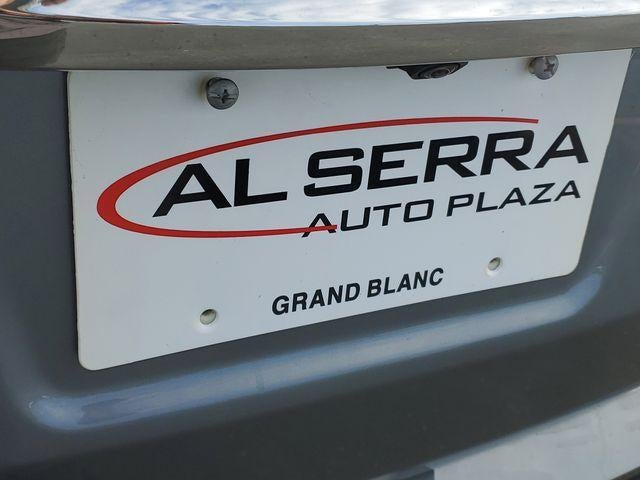 AL SERRA
AUTO PLAZA
GRAND BLANC